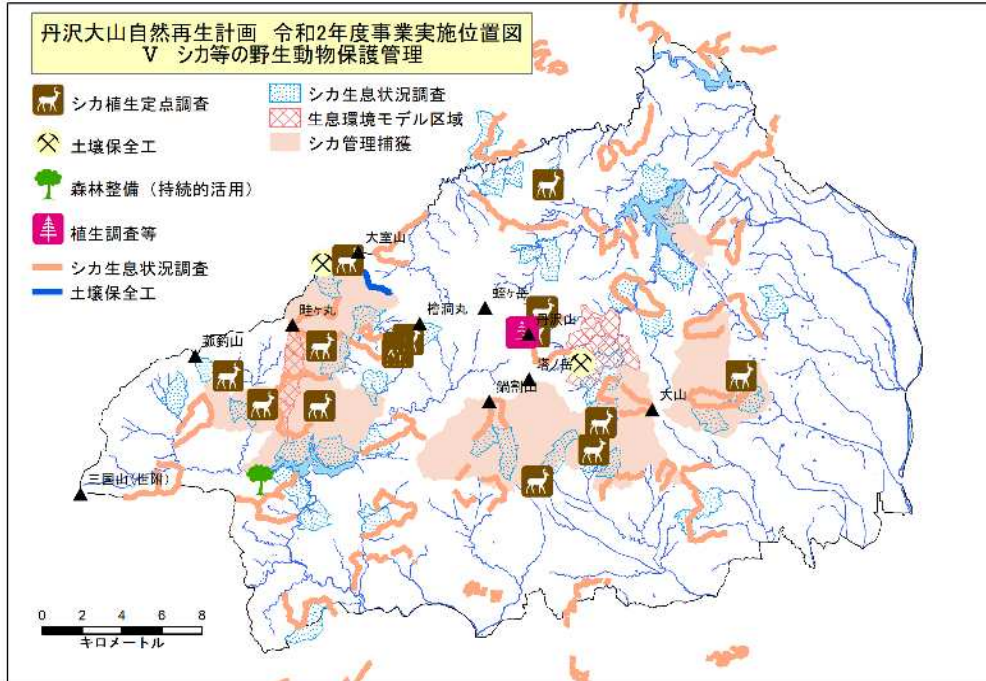 丹沢大山自然再生計画 令和2年度事業実施位置図
Ⅴ シカ等の野生動物保護管理
シカ植生定点調査
土壌保全工
森林整備(持続的活用)
植生調査等
シカ生息状況調査
土壌保全工
シカ生息状況調査
生息環境モデル区域
シカ管理捕獲
大室山
畦ヶ丸
檜洞丸
蛭ヶ岳
丹沢山
菰釣山
塔ノ岳
鍋割山
大山
三国山(世附)
0 2 4 6 8
キロメートル